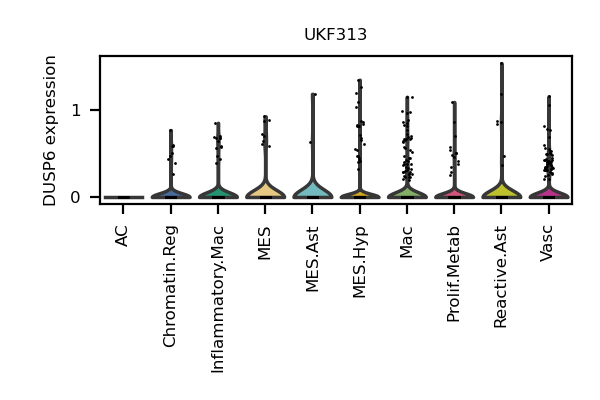 UKF313
DUSP6 expression
1
0
AC
Chromatin.Reg
Inflammatory.Mac
MES
MES.Ast
MES.Hyp
Mac
Prolif.Metab
Reactive.Ast
Vasc